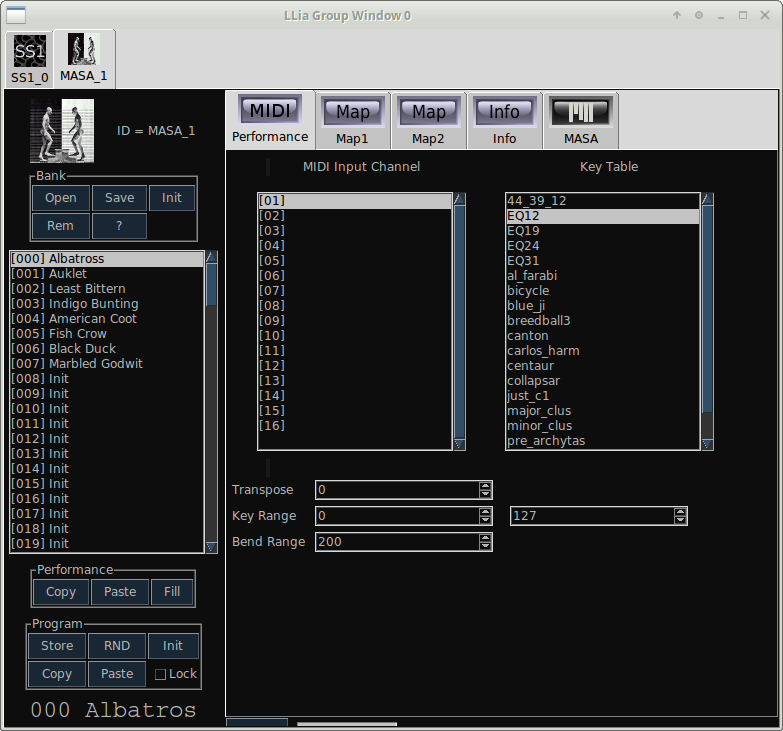 LLia Group Window 0
SS1
SS1_0
MASA_1
ID = MASA_1
Bank
Open
Save
Init
Rem
?
[000] Albatross
[001] Auklet
[002] Least Bittern
[003] Indigo Bunting
[004] American Coot
[005] Fish Crow
[006] Black Duck
[007] Marbled Godwit
[008] Init
[009] Init
[010] Init
[011] Init
[012] Init
[013] Init
[014] Init
[015] Init
[016] Init
[017] Init
[018] Init
[019] Init
Performance
Copy
Paste
Fill
Program
Store
RND
Init
Copy
Paste
Lock
000 Albatros
MIDI
Performance
Map
Map1
Map
Map2
Info
Info
MASA
MIDI Input Channel
[01]
[02]
[03]
[04]
[05]
[06]
[07]
[08]
[09]
[10]
[11]
[12]
[13]
[14]
[15]
[16]
Key Table
44_39_12
EQ12
EQ19
EQ24
EQ31
al_farabi
bicycle
blue_ji
breedball3
canton
carlos_harm
centaur
collapsar
just_c1
major_clus
minor_clus
pre_archytas
Transpose
0
Key Range
0
127
Bend Range
200